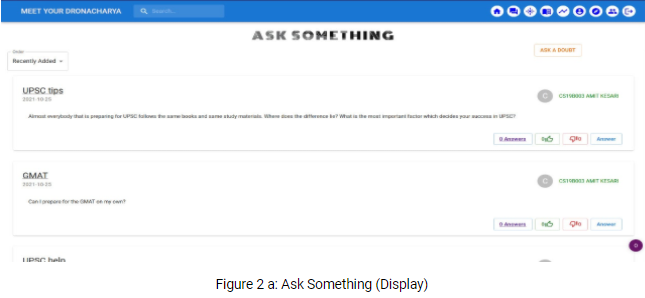 MEET YOUR DRONACHARYA
Search...
ASK SOMETHING
ASK A DOUBT
Order
Recently Added
UPSC tips
2021-10-25
C
CS19B003 AMIT KESARI
Almost everybody that is preparing for UPSC follows the same books and same study materials. Where does the difference lie? What is the most important factor which decides your success in UPSC?
0 Answers
0
0
Answer
GMAT
2021-10-25
C
CS19B003 AMIT KESARI
Can I prepare for the GMAT on my own?
0 Answers
0
0
Answer
UPSC help
Figure 2 a: Ask Something (Display)